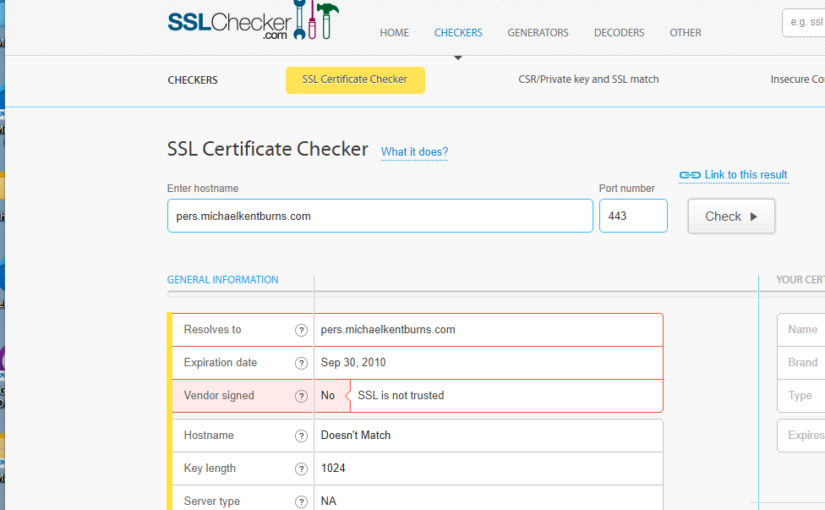 SSLChecker.com
HOME CHECKERS GENERATORS DECODERS OTHER
e.g. ssl
CHECKERS SSL Certificate Checker CSR/Private key and SSL match Insecure Co
SSL Certificate Checker What it does?
Link to this result
Enter hostname Port number
pers.michaelkentburns.com 443 Check
GENERAL INFORMATION YOUR CERT
Resolves to ? pers.michaelkentburns.com Name
Expiration date ? Sep 30, 2010 Brand
Vendor signed ? No SSL is not trusted Type
Hostname ? Doesn't Match Expires
Key length ? 1024
Server type ? NA